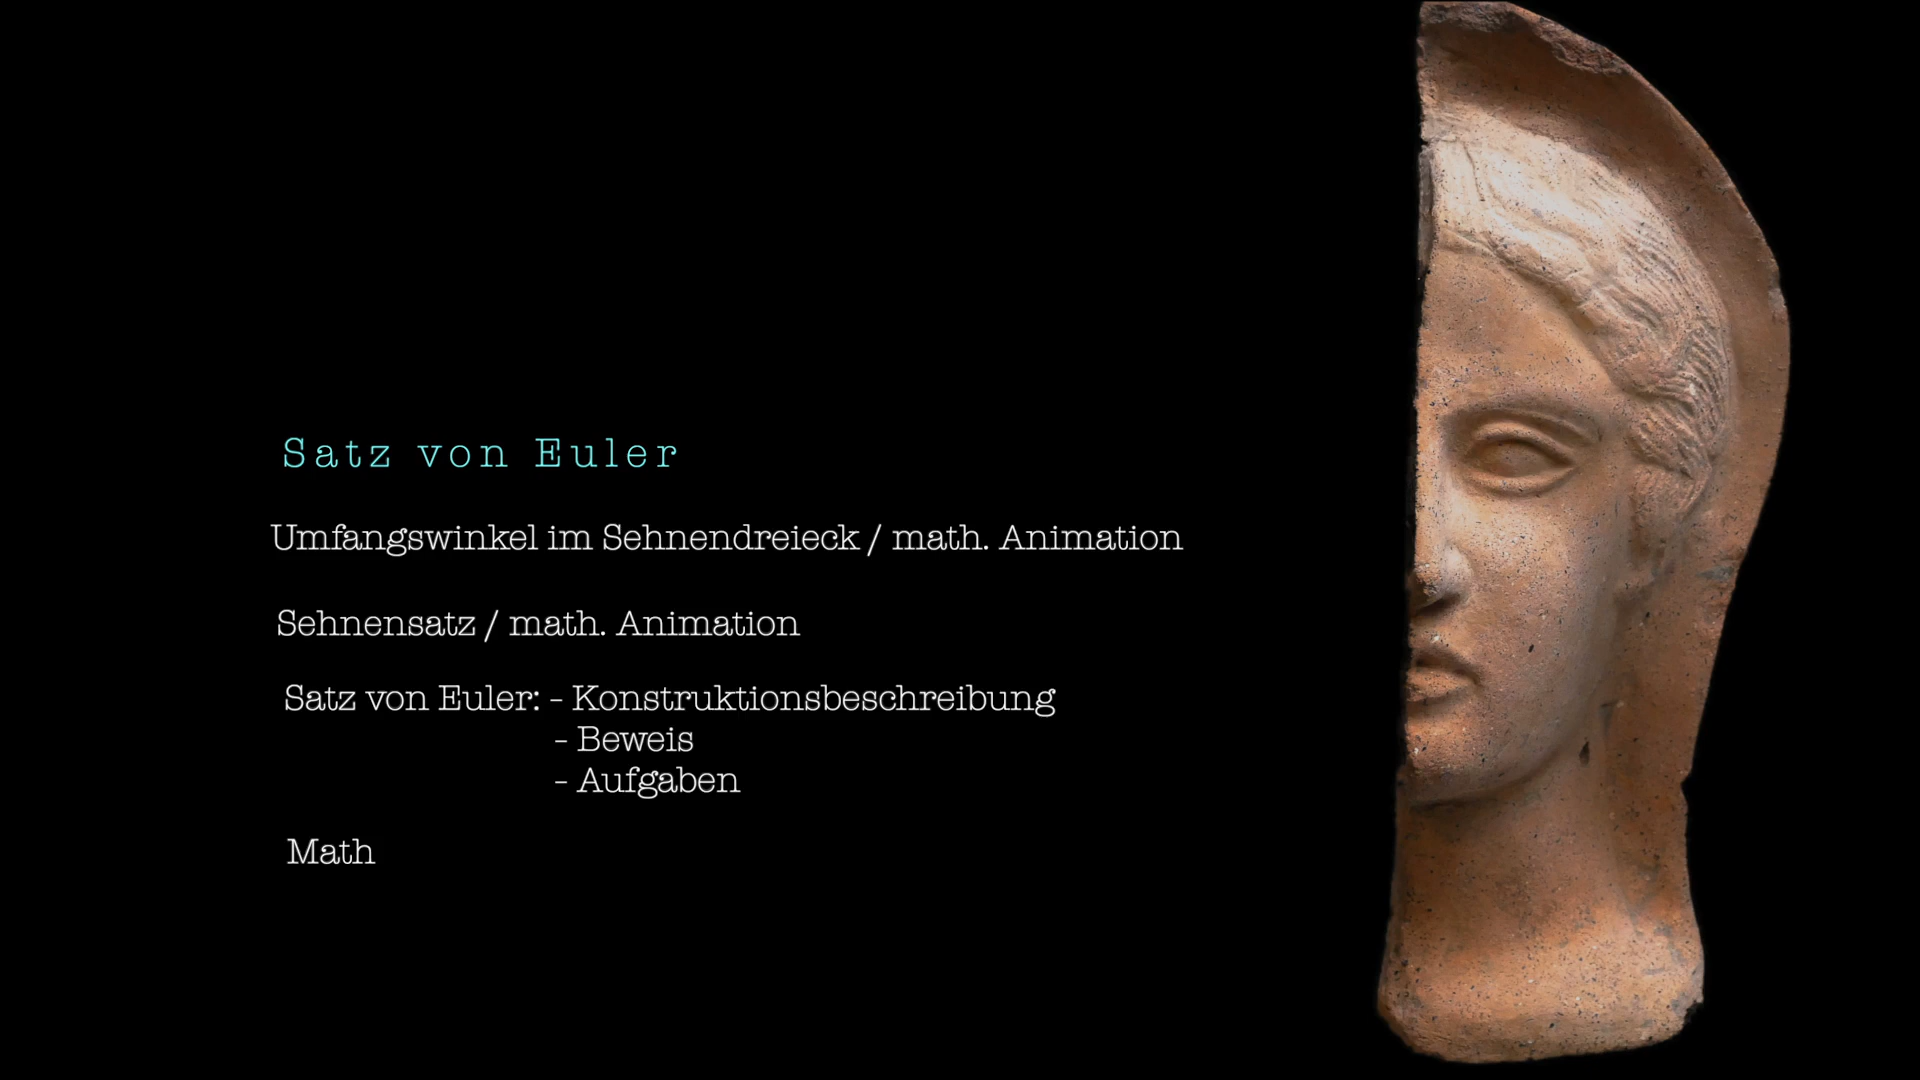 Satz von Euler
Umfangswinkel im Sehnendreieck / math. Animation
Sehnensatz / math. Animation
Satz von Euler: - Konstruktionsbeschreibung
- Beweis
- Aufgaben
Math